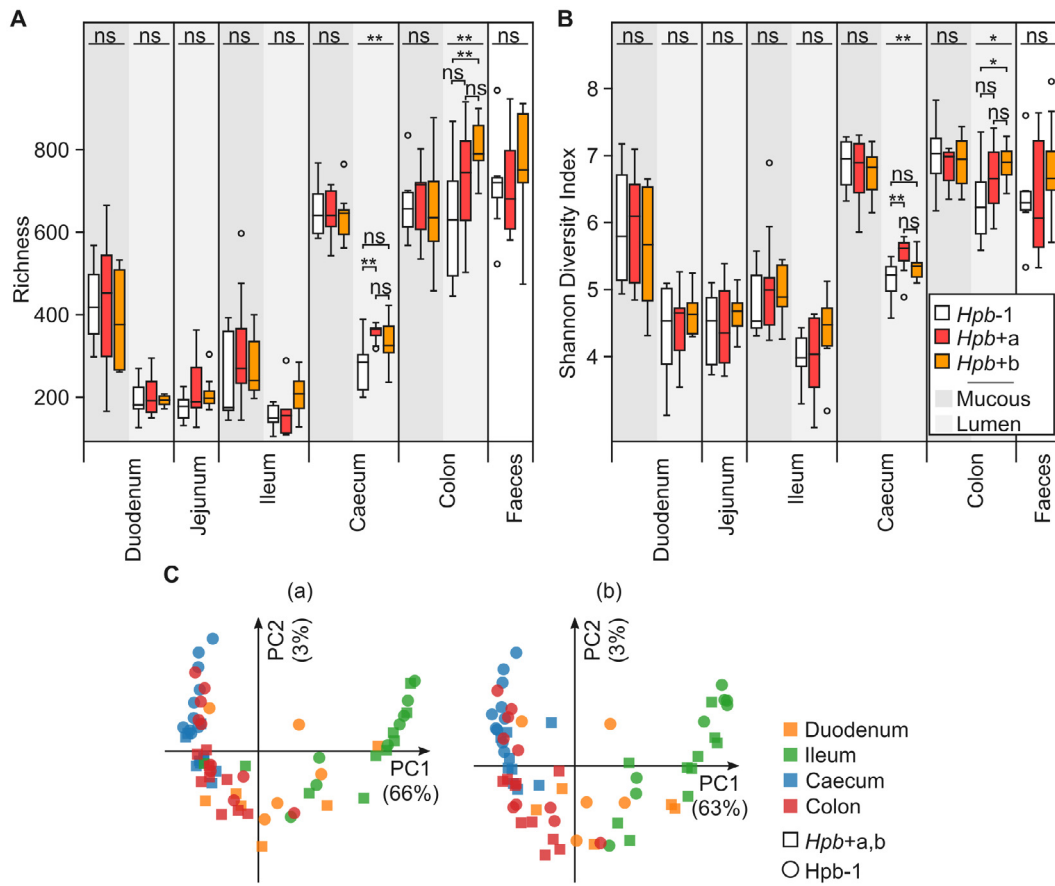 A
ns ns ns ns ns ns ** ns ** ns
**
ns
ns
ns
**
ns
Richness
800
600
400
200
Duodenum
Jejunum
Ileum
Caecum
Colon
Faeces
B
ns ns ns ns ns ns ** ns * ns
*
ns
ns
ns
**
ns
Shannon Diversity Index
8
7
6
5
4
Hpb-1
Hpb+a
Hpb+b
Mucous
Lumen
Duodenum
Jejunum
Ileum
Caecum
Colon
Faeces
C
(a)
PC2
(3%)
PC1
(66%)
(b)
PC2
(3%)
PC1
(63%)
Duodenum
Ileum
Caecum
Colon
Hpb+a,b
Hpb-1